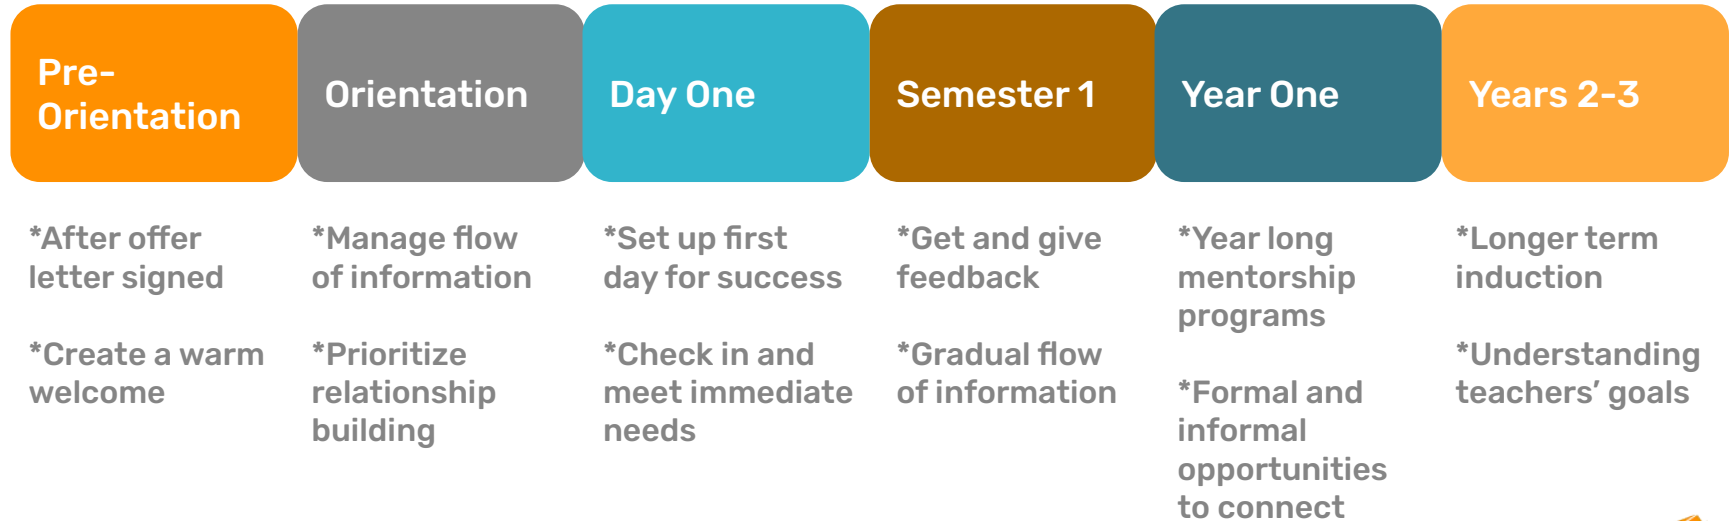 Pre-
Orientation
Orientation
Day One
Semester 1
Year One
Years 2-3
*After offer
letter signed
*Create a warm
welcome
*Manage flow
of information
*Prioritize
relationship
building
*Set up first
day for success
*Check in and
meet immediate
needs
*Get and give
feedback
*Gradual flow
of information
*Year long
mentorship
programs
*Formal and
informal
opportunities
to connect
*Longer term
induction
*Understanding
teachers’ goals